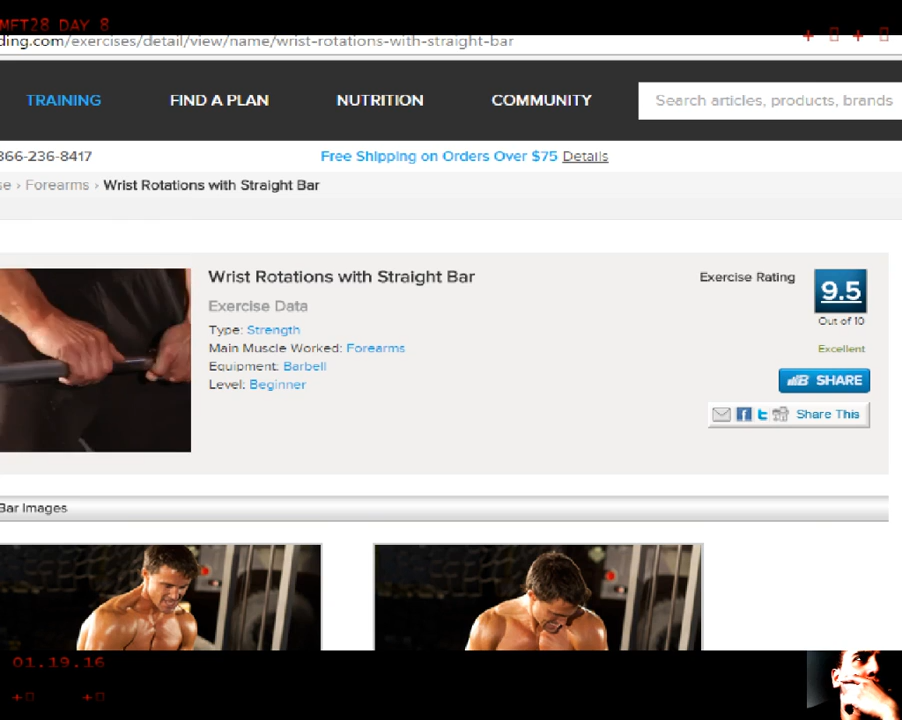 MFT28 DAY 8
ding.com/exercises/detail/view/name/wrist-rotations-with-straight-bar
TRAINING FIND A PLAN NUTRITION COMMUNITY Search articles, products, brands
866-236-8417 Free Shipping on Orders Over $75 Details
se › Forearms › Wrist Rotations with Straight Bar
Wrist Rotations with Straight Bar
Exercise Data
Type: Strength
Main Muscle Worked: Forearms
Equipment: Barbell
Level: Beginner
Exercise Rating
9.5
Out of 10
Excellent
SHARE
Share This
Bar Images
01.19.16